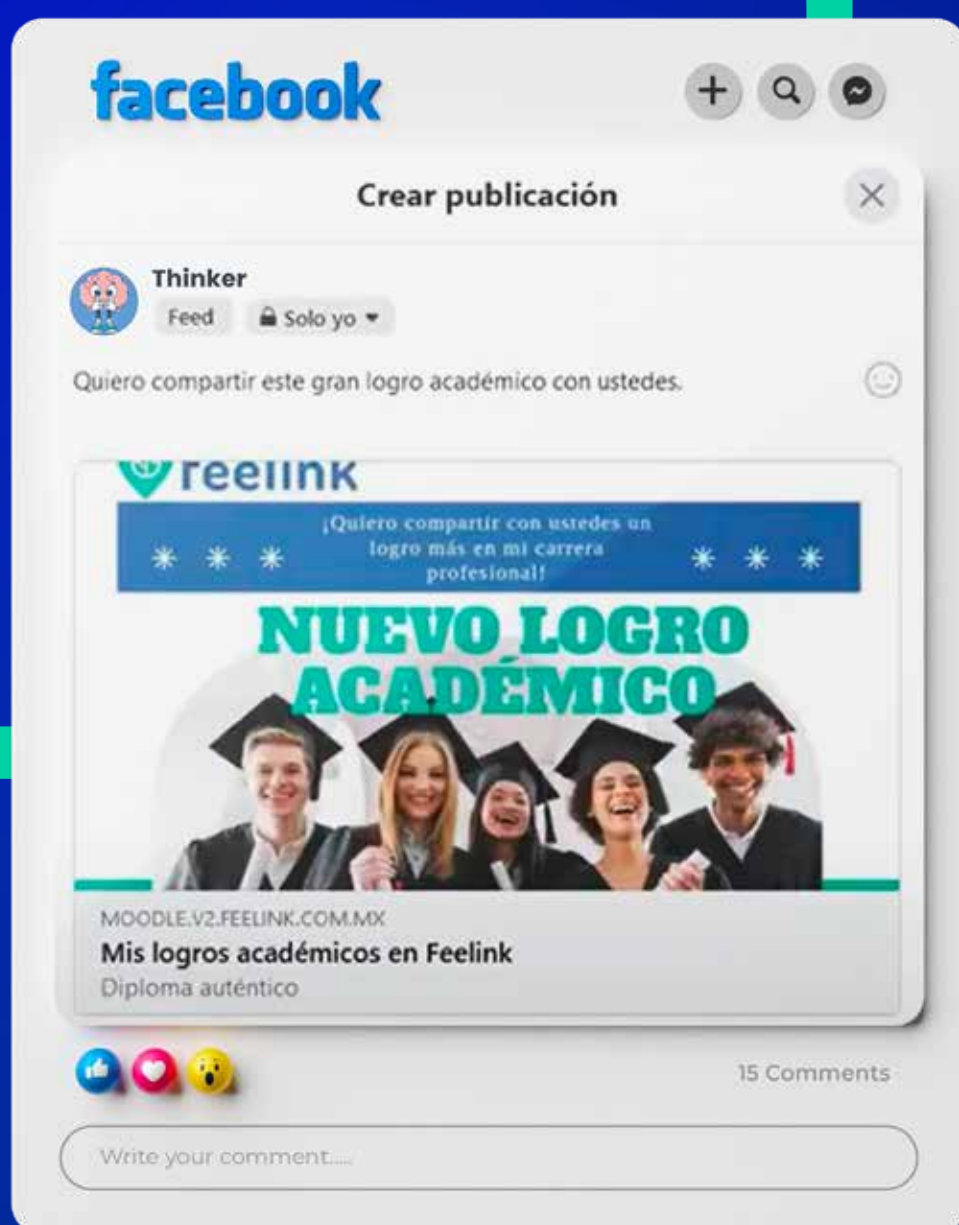 facebook
Crear publicación
Thinker
Feed
Solo yo
Quiero compartir este gran logro académico con ustedes.
feelink
¡Quiero compartir con ustedes un
logro más en mi carrera
profesional!
NUEVO LOGRO
ACADÉMICO
MOODLE.V2.FEELINK.COM.MX
Mis logros académicos en Feelink
Diploma auténtico
15 Comments
Write your comment.....